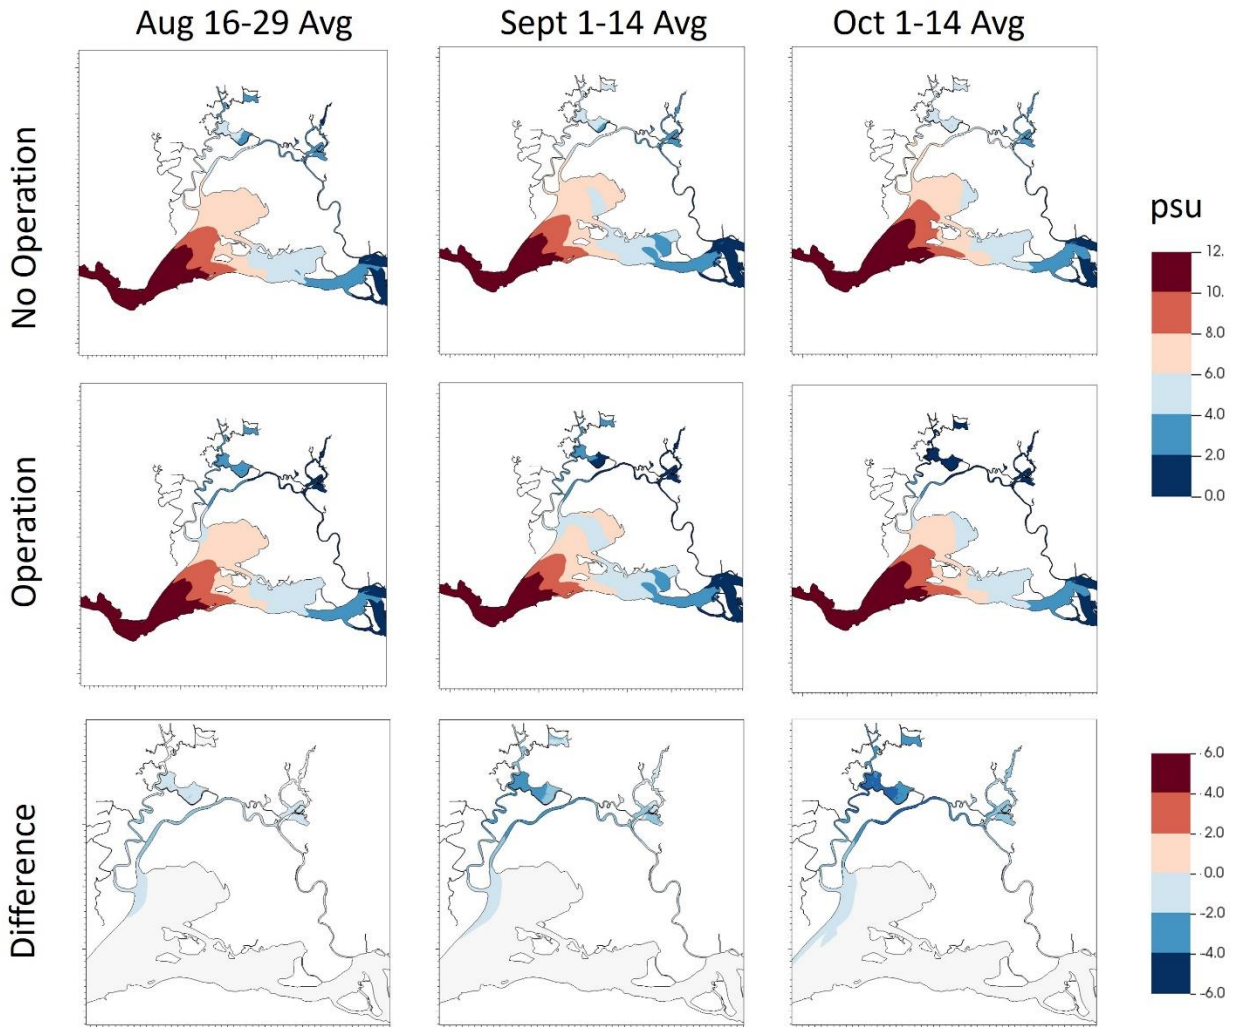 Aug 16-29 Avg
Sept 1-14 Avg
Oct 1-14 Avg
No Operation
psu
12.
10.
8.0
6.0
4.0
2.0
0.0
Operation
Difference
6.0
4.0
2.0
0.0
-2.0
-4.0
-6.0